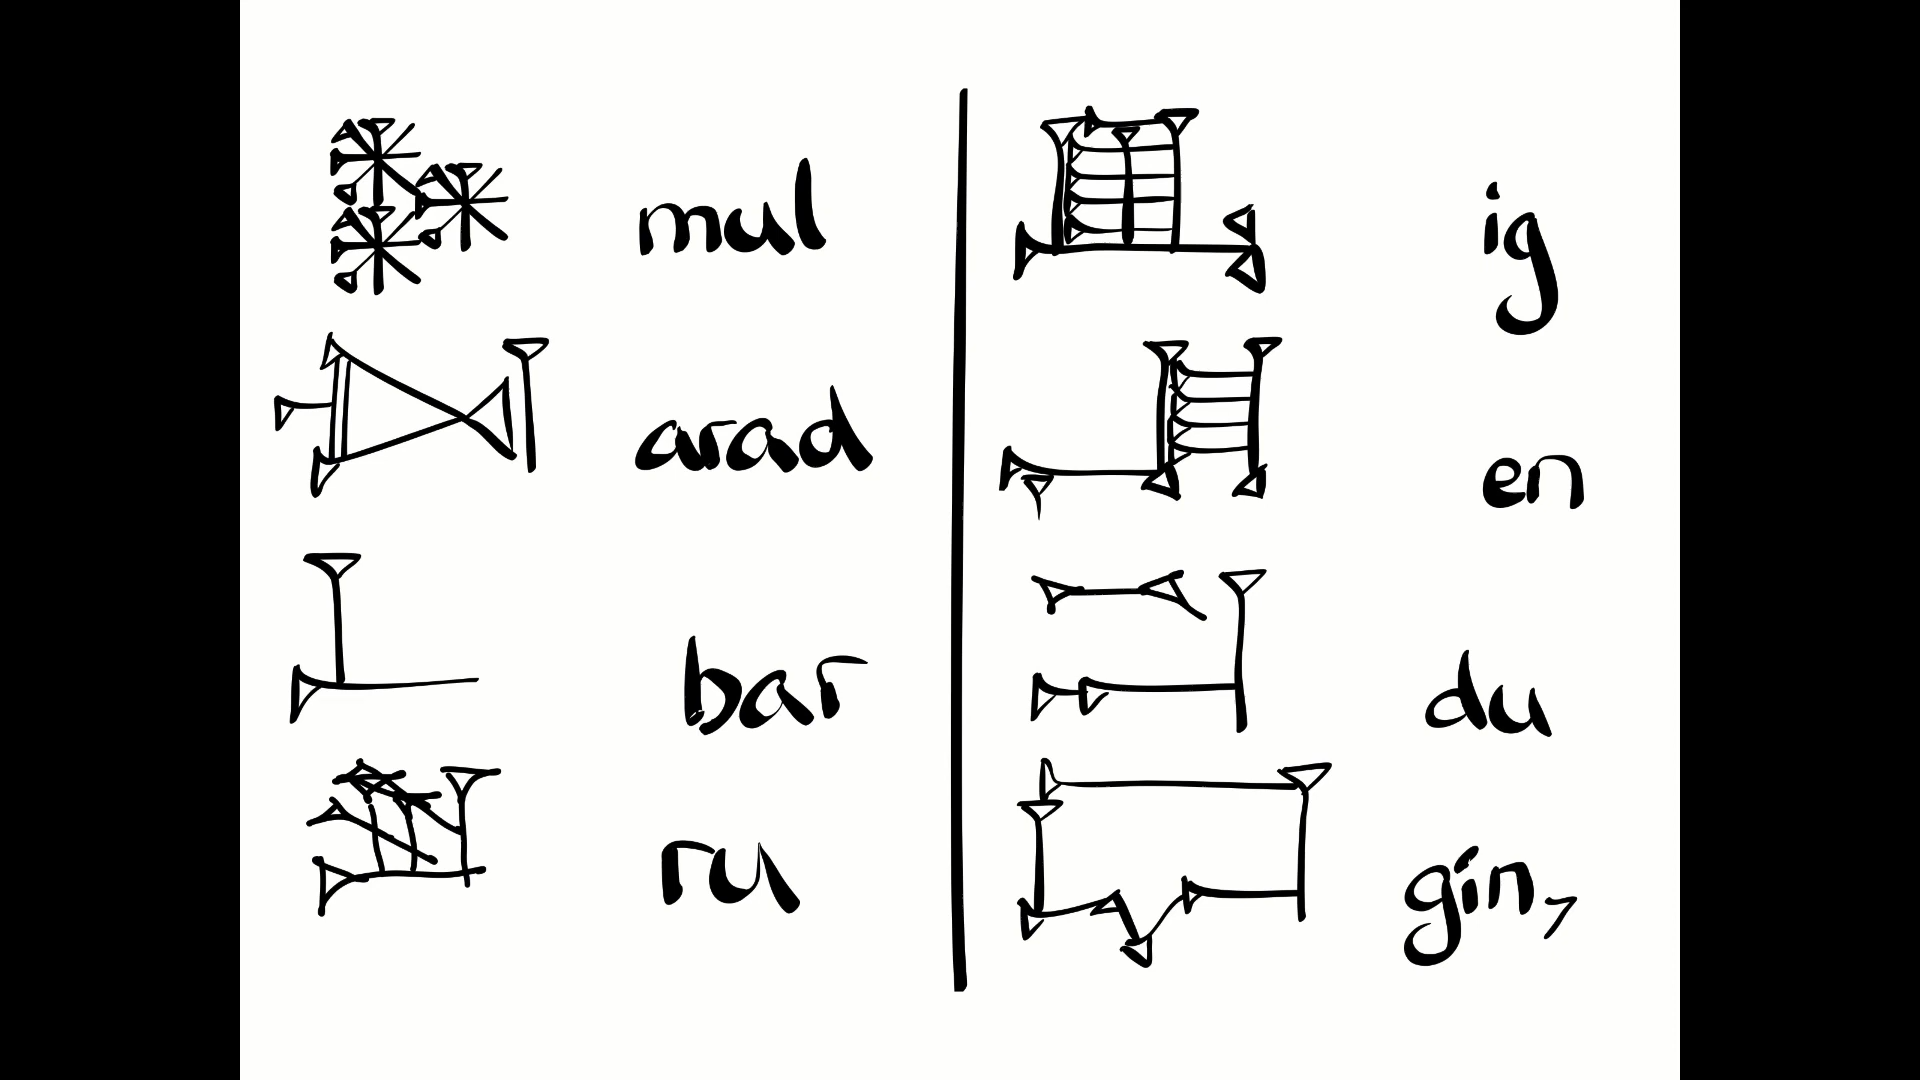 𒀯 mul
𒀴 arad
𒁇 bar
𒊒 ru
𒅅 ig
𒂗 en
𒁺 du
𒁶 gin₇